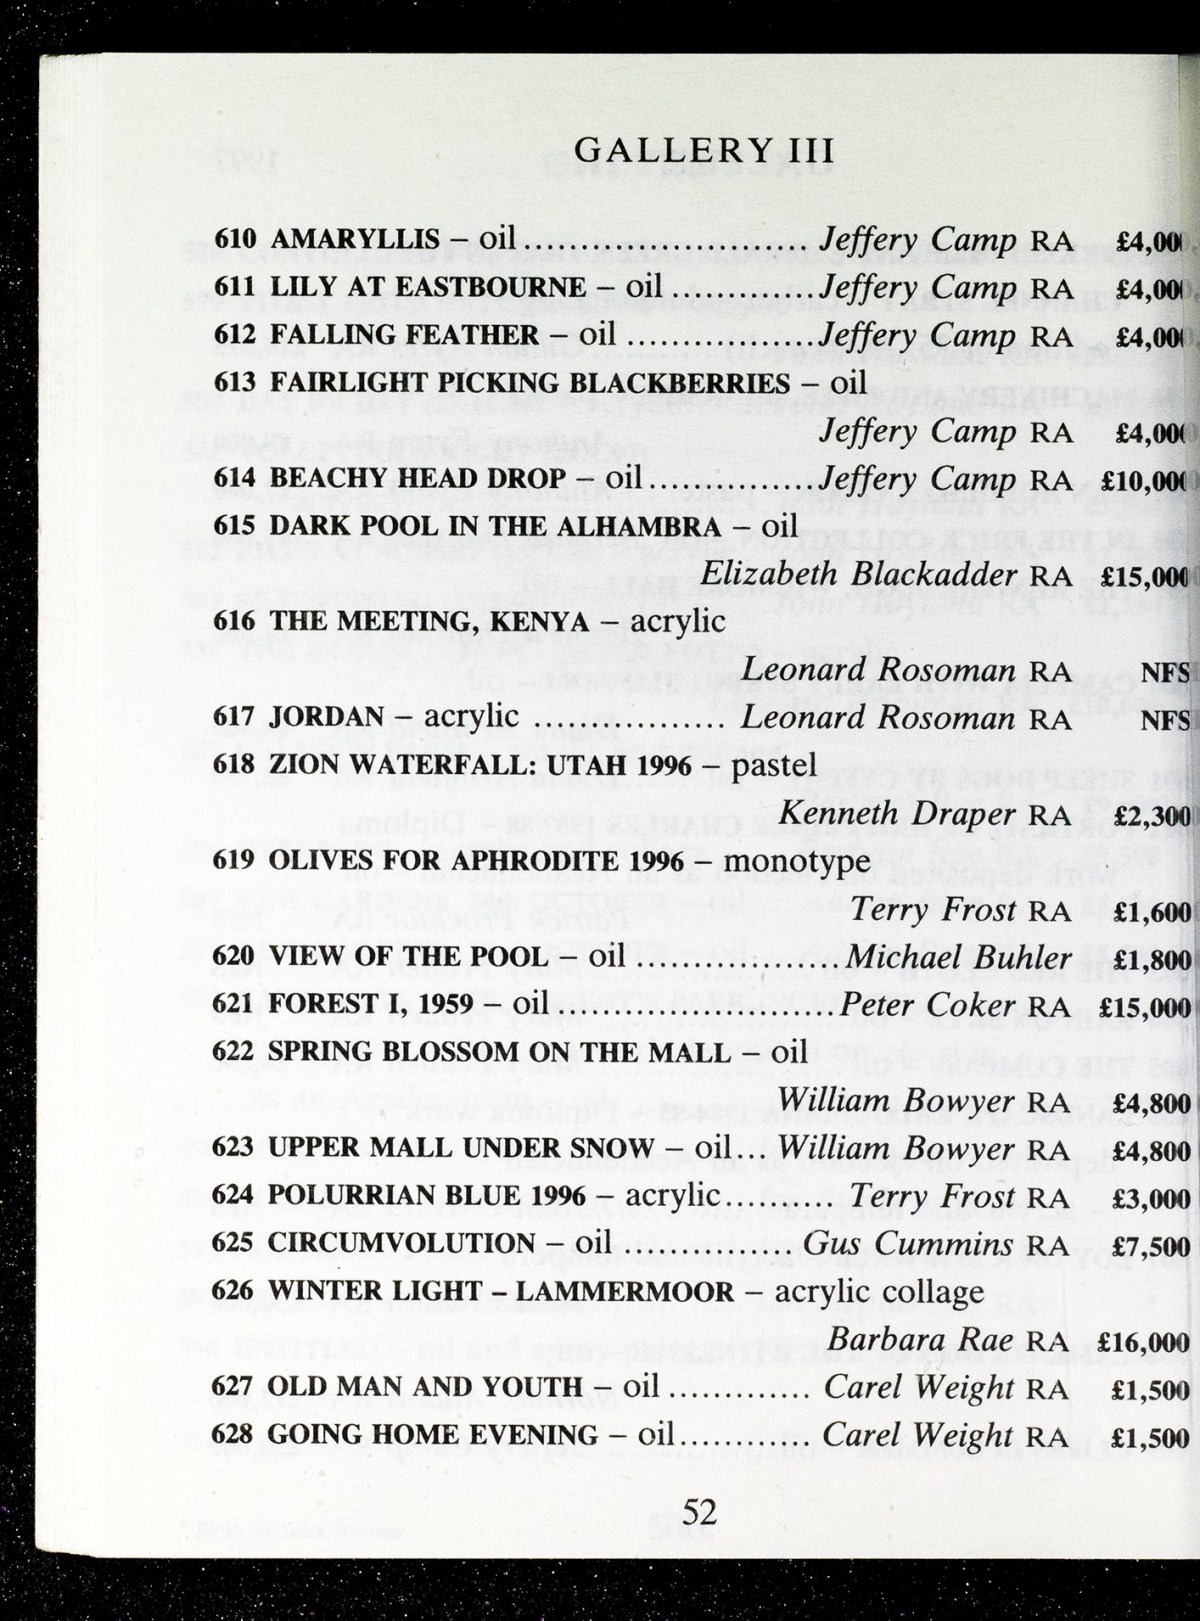 GALLERY III
610 AMARYLLIS – oil ........................ Jeffery Camp RA £4,000
611 LILY AT EASTBOURNE – oil ............. Jeffery Camp RA £4,000
612 FALLING FEATHER – oil ................ Jeffery Camp RA £4,000
613 FAIRLIGHT PICKING BLACKBERRIES – oil
Jeffery Camp RA £4,000
614 BEACHY HEAD DROP – oil .............. Jeffery Camp RA £10,000
615 DARK POOL IN THE ALHAMBRA – oil
Elizabeth Blackadder RA £15,000
616 THE MEETING, KENYA – acrylic
Leonard Rosoman RA NFS
617 JORDAN – acrylic ................ Leonard Rosoman RA NFS
618 ZION WATERFALL: UTAH 1996 – pastel
Kenneth Draper RA £2,300
619 OLIVES FOR APHRODITE 1996 – monotype
Terry Frost RA £1,600
620 VIEW OF THE POOL – oil .................. Michael Buhler £1,800
621 FOREST I, 1959 – oil ....................... Peter Coker RA £15,000
622 SPRING BLOSSOM ON THE MALL – oil
William Bowyer RA £4,800
623 UPPER MALL UNDER SNOW – oil ... William Bowyer RA £4,800
624 POLURRIAN BLUE 1996 – acrylic .......... Terry Frost RA £3,000
625 CIRCUMVOLUTION – oil .............. Gus Cummins RA £7,500
626 WINTER LIGHT – LAMMERMOOR – acrylic collage
Barbara Rae RA £16,000
627 OLD MAN AND YOUTH – oil ............ Carel Weight RA £1,500
628 GOING HOME EVENING – oil ........... Carel Weight RA £1,500
52